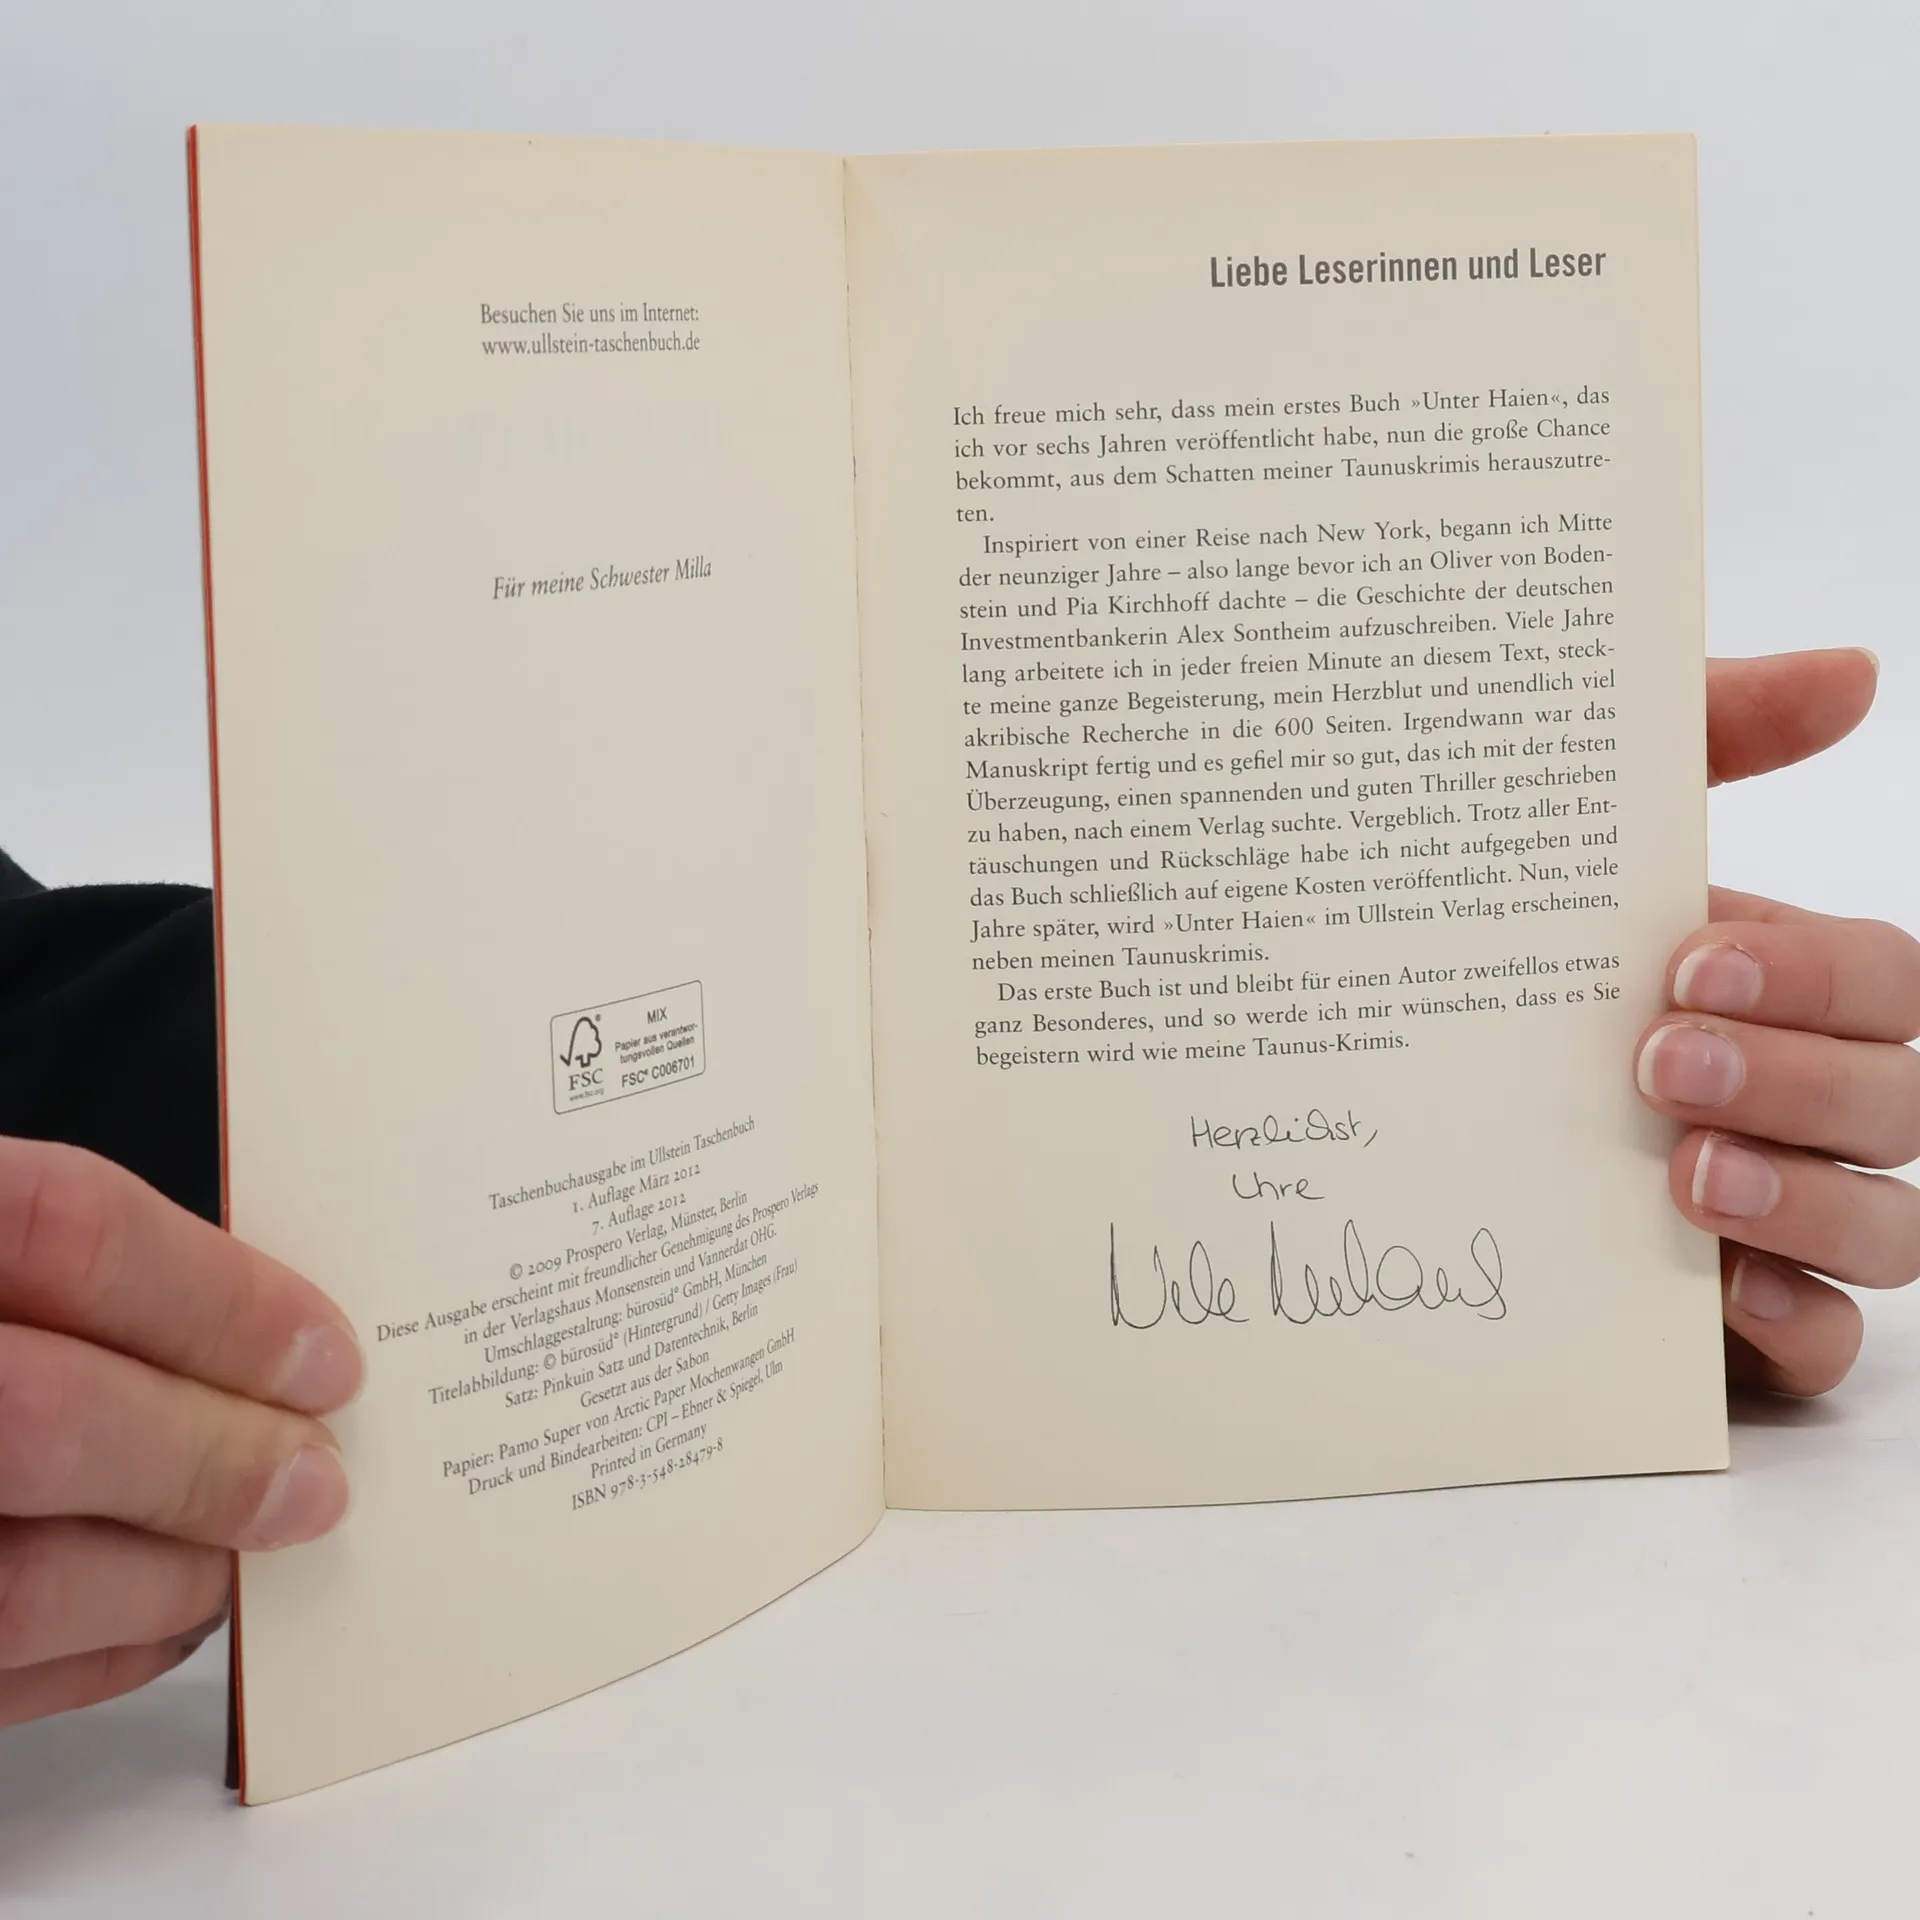 Besuchen Sie uns im Internet:
www.ullstein-taschenbuch.de
Für meine Schwester Milla
MIX
Papier aus verantwor-
tungsvollen Quellen
FSC® C006701
FSC
www.fsc.org
Taschenbuchausgabe im Ullstein Taschenbuch
1. Auflage März 2012
7. Auflage 2012
© 2009 Prospero Verlag, Münster, Berlin
Diese Ausgabe erscheint mit freundlicher Genehmigung des Prospero Verlags
in der Verlagshaus Monsenstein und Vannerdat OHG.
Umschlaggestaltung: bürosüd° GmbH, München
Titelabbildung: © bürosüd° (Hintergrund) / Getty Images (Frau)
Satz: Pinkuin Satz und Datentechnik, Berlin
Gesetzt aus der Sabon
Papier: Pamo Super von Arctic Paper Mochenwangen GmbH
Druck und Bindearbeiten: CPI – Ebner & Spiegel, Ulm
Printed in Germany
ISBN 978-3-548-28479-8
Liebe Leserinnen und Leser
Ich freue mich sehr, dass mein erstes Buch »Unter Haien«, das
ich vor sechs Jahren veröffentlicht habe, nun die große Chance
bekommt, aus dem Schatten meiner Taunuskrimis herauszutre-
ten.
Inspiriert von einer Reise nach New York, begann ich Mitte
der neunziger Jahre – also lange bevor ich an Oliver von Boden-
stein und Pia Kirchhoff dachte – die Geschichte der deutschen
Investmentbankerin Alex Sontheim aufzuschreiben. Viele Jahre
lang arbeitete ich in jeder freien Minute an diesem Text, steck-
te meine ganze Begeisterung, mein Herzblut und unendlich viel
akribische Recherche in die 600 Seiten. Irgendwann war das
Manuskript fertig und es gefiel mir so gut, das ich mit der festen
Überzeugung, einen spannenden und guten Thriller geschrieben
zu haben, nach einem Verlag suchte. Vergeblich. Trotz aller Ent-
täuschungen und Rückschläge habe ich nicht aufgegeben und
das Buch schließlich auf eigene Kosten veröffentlicht. Nun, viele
Jahre später, wird »Unter Haien« im Ullstein Verlag erscheinen,
neben meinen Taunuskrimis.
Das erste Buch ist und bleibt für einen Autor zweifellos etwas
ganz Besonderes, und so werde ich mir wünschen, dass es Sie
begeistern wird wie meine Taunus-Krimis.
Herzlichst,
Uhre
Nele Neuhaus